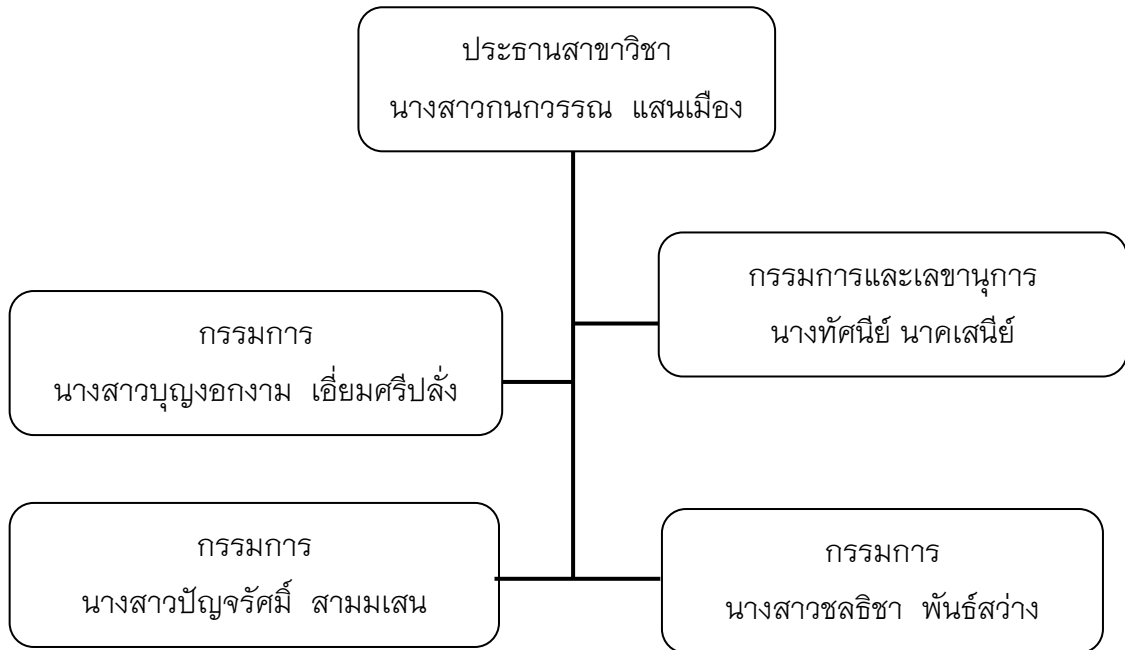 ประธานสาขาวิชา
นางสาวกนกวรรณ แสนเมือง
กรรมการและเลขานุการ
นางทัศนีย์ นาคเสนีย์
กรรมการ
นางสาวบุญงอกงาม เอี่ยมศรีปลั่ง
กรรมการ
นางสาวปัญจรัศมิ์ สามมเสน
กรรมการ
นางสาวชลธิชา พันธ์สว่าง